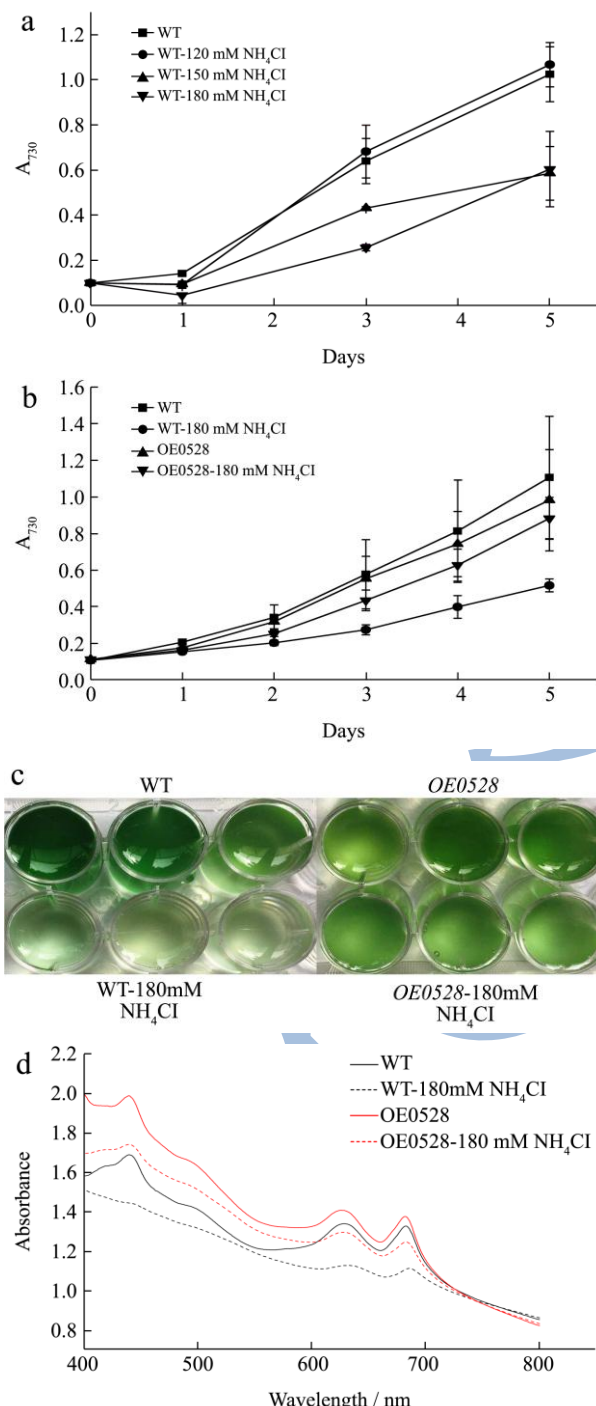 a
WT
WT-120 mM NH₄Cl
WT-150 mM NH₄Cl
WT-180 mM NH₄Cl
1.2
1.0
0.8
0.6
0.4
0.2
0.0
A₇₃₀
0 1 2 3 4 5
Days
b
WT
WT-180 mM NH₄Cl
OE0528
OE0528-180 mM NH₄Cl
1.6
1.4
1.2
1.0
0.8
0.6
0.4
0.2
0.0
A₇₃₀
0 1 2 3 4 5
Days
c
WT OE0528
WT-180mM OE0528-180mM
NH₄Cl NH₄Cl
d
WT
WT-180mM NH₄Cl
OE0528
OE0528-180 mM NH₄Cl
2.2
2.0
1.8
1.6
1.4
1.2
1.0
0.8
Absorbance
400 500 600 700 800
Wavelength / nm